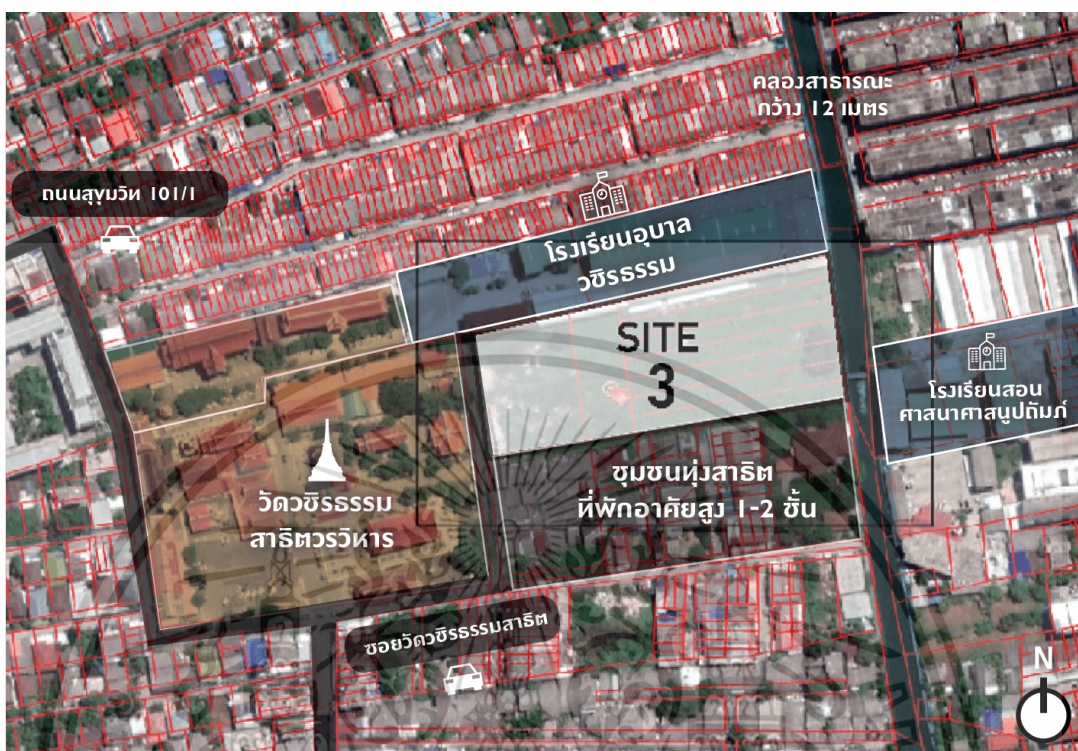 คลองสาธารณะ
กว้าง 12 เมตร
ถนนสุขุมวิท 101/1
โรงเรียนอนุบาล
วชิรธรรม
SITE
3
โรงเรียนสอน
ศาสนาศาสนูปถัมภ์
วัดวชิรธรรม
สาธิตวรวิหาร
ชุมชนทุ่งสาธิต
ที่พักอาศัยสูง 1-2 ชั้น
ซอยวัดวชิรธรรมสาธิต
N